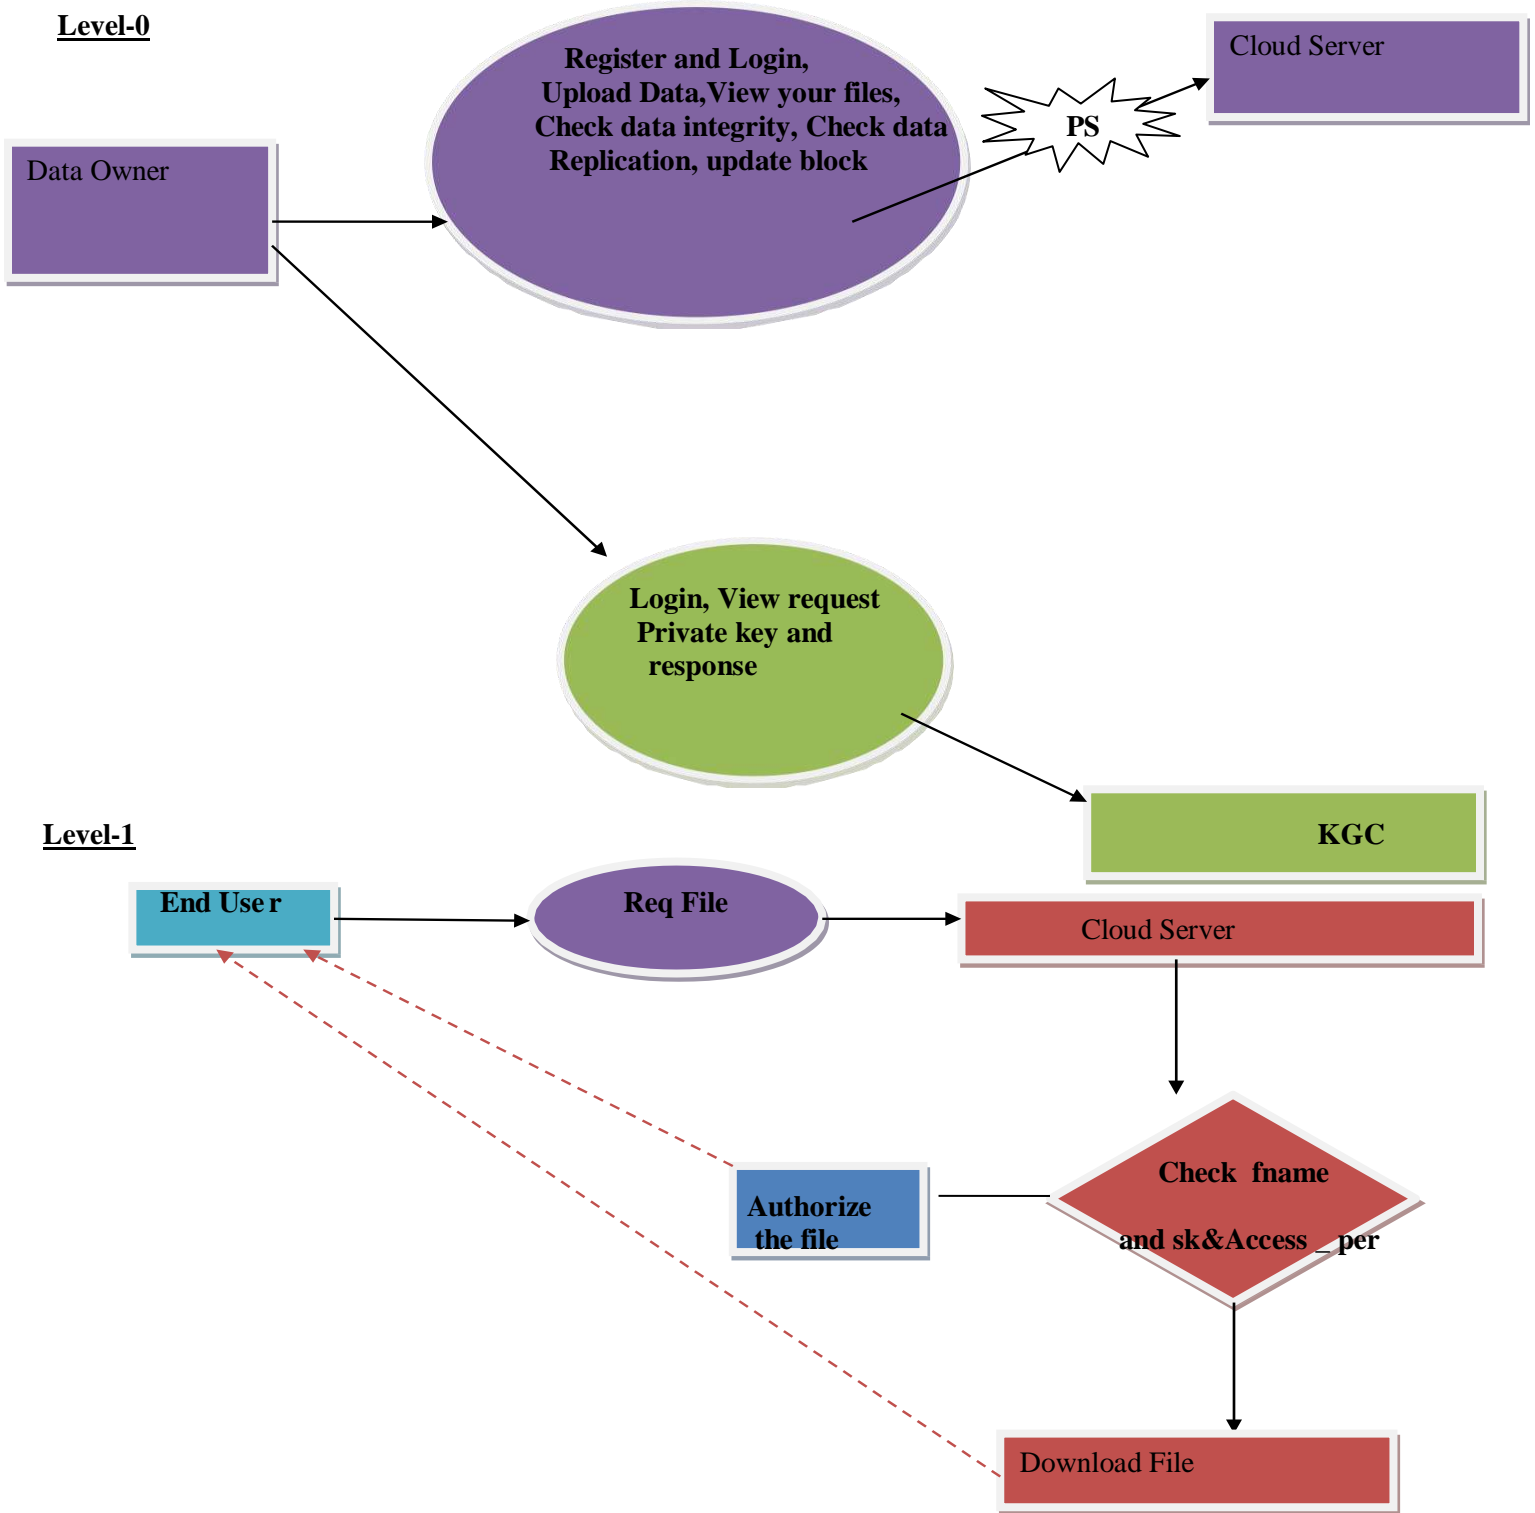 Level-0
Register and Login,
Upload Data,View your files,
Check data integrity, Check data
Replication, update block
PS
Cloud Server
Data Owner
Login, View request
Private key and
response
KGC
Level-1
End User
Req File
Cloud Server
Check fname
and sk&Access _ per
Authorize
the file
Download File